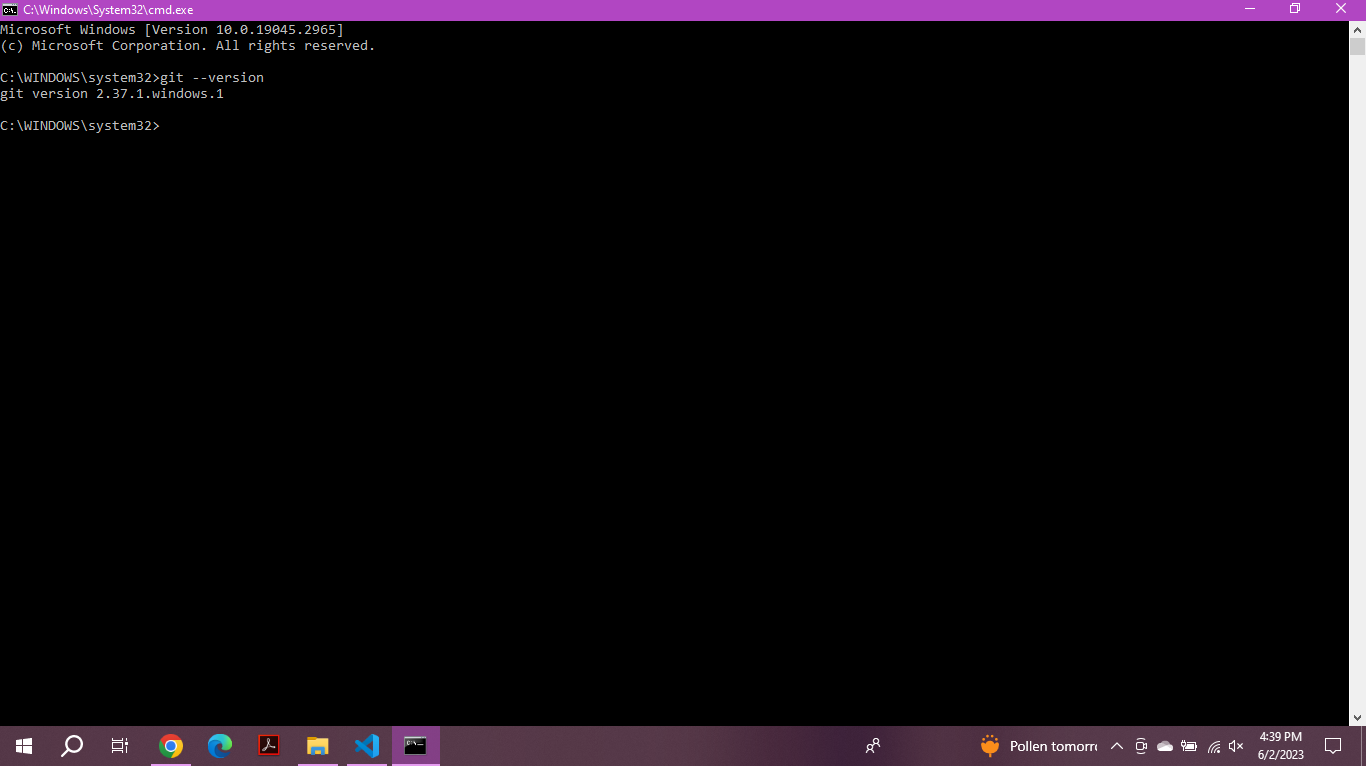 C:\Windows\System32\cmd.exe
Microsoft Windows [Version 10.0.19045.2965]
(c) Microsoft Corporation. All rights reserved.
C:\WINDOWS\system32>git --version
git version 2.37.1.windows.1
C:\WINDOWS\system32>
Pollen tomorr
4:39 PM
6/2/2023